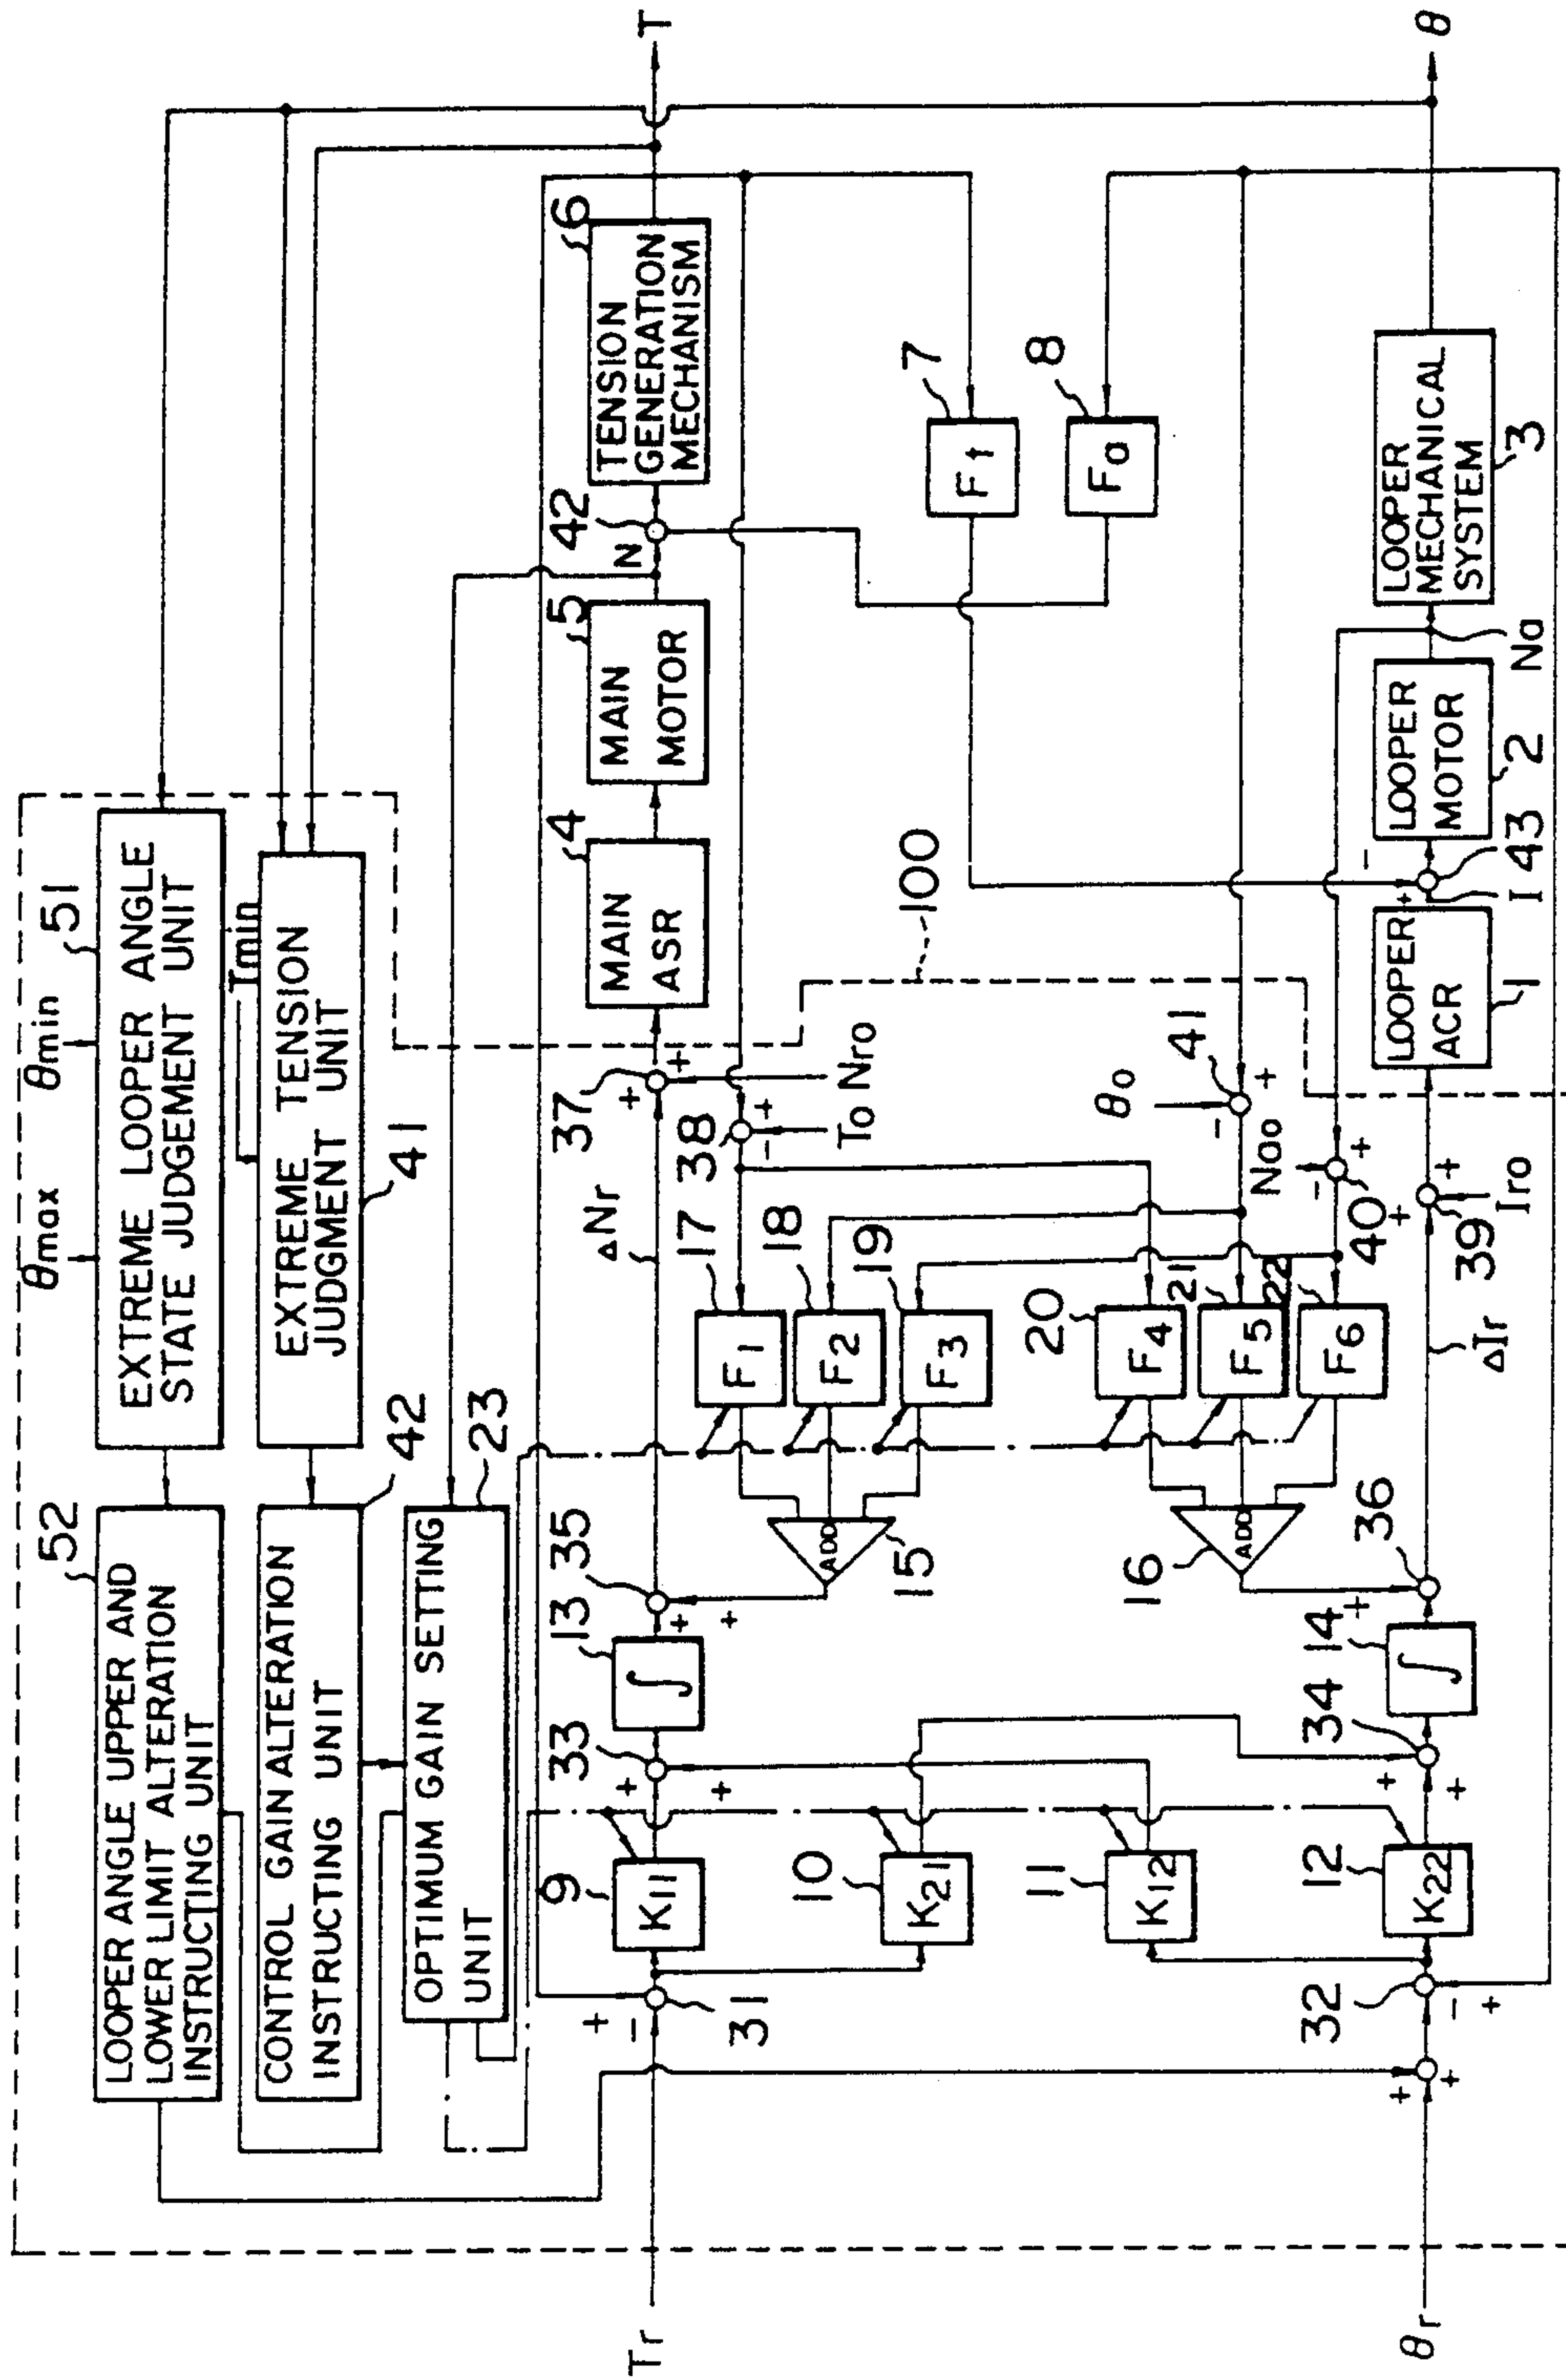 θmax
θmin
51
EXTREME LOOPER ANGLE
STATE JUDGEMENT UNIT
Tmin
EXTREME TENSION
JUDGMENT UNIT
41
52
LOOPER ANGLE UPPER AND
LOWER LIMIT ALTERATION
INSTRUCTING UNIT
CONTROL GAIN ALTERATION
INSTRUCTING UNIT
42
OPTIMUM GAIN SETTING
UNIT
23
Tr
+
-
31
9
K11
+
+
33
13
∫
+
+
35
ΔNr
37
+
+
Nro
4
MAIN
ASR
5
MAIN
MOTOR
N
42
6
TENSION
GENERATION
MECHANISM
T
38
-
+
To
17
F1
18
F2
19
F3
ADD
15
10
K21
11
K12
20
F4
21
F5
22
F6
ADD
16
100
7
Ft
8
Fa
θo
41
-
+
Nao
-
+
40
θr
+
+
32
-
+
12
K22
34
+
+
14
∫
+
36
ΔIr
+
+
39
Iro
LOOPER
ACR
1
+
-
I
43
LOOPER
MOTOR
2
Na
LOOPER
MECHANICAL
SYSTEM
3
θ